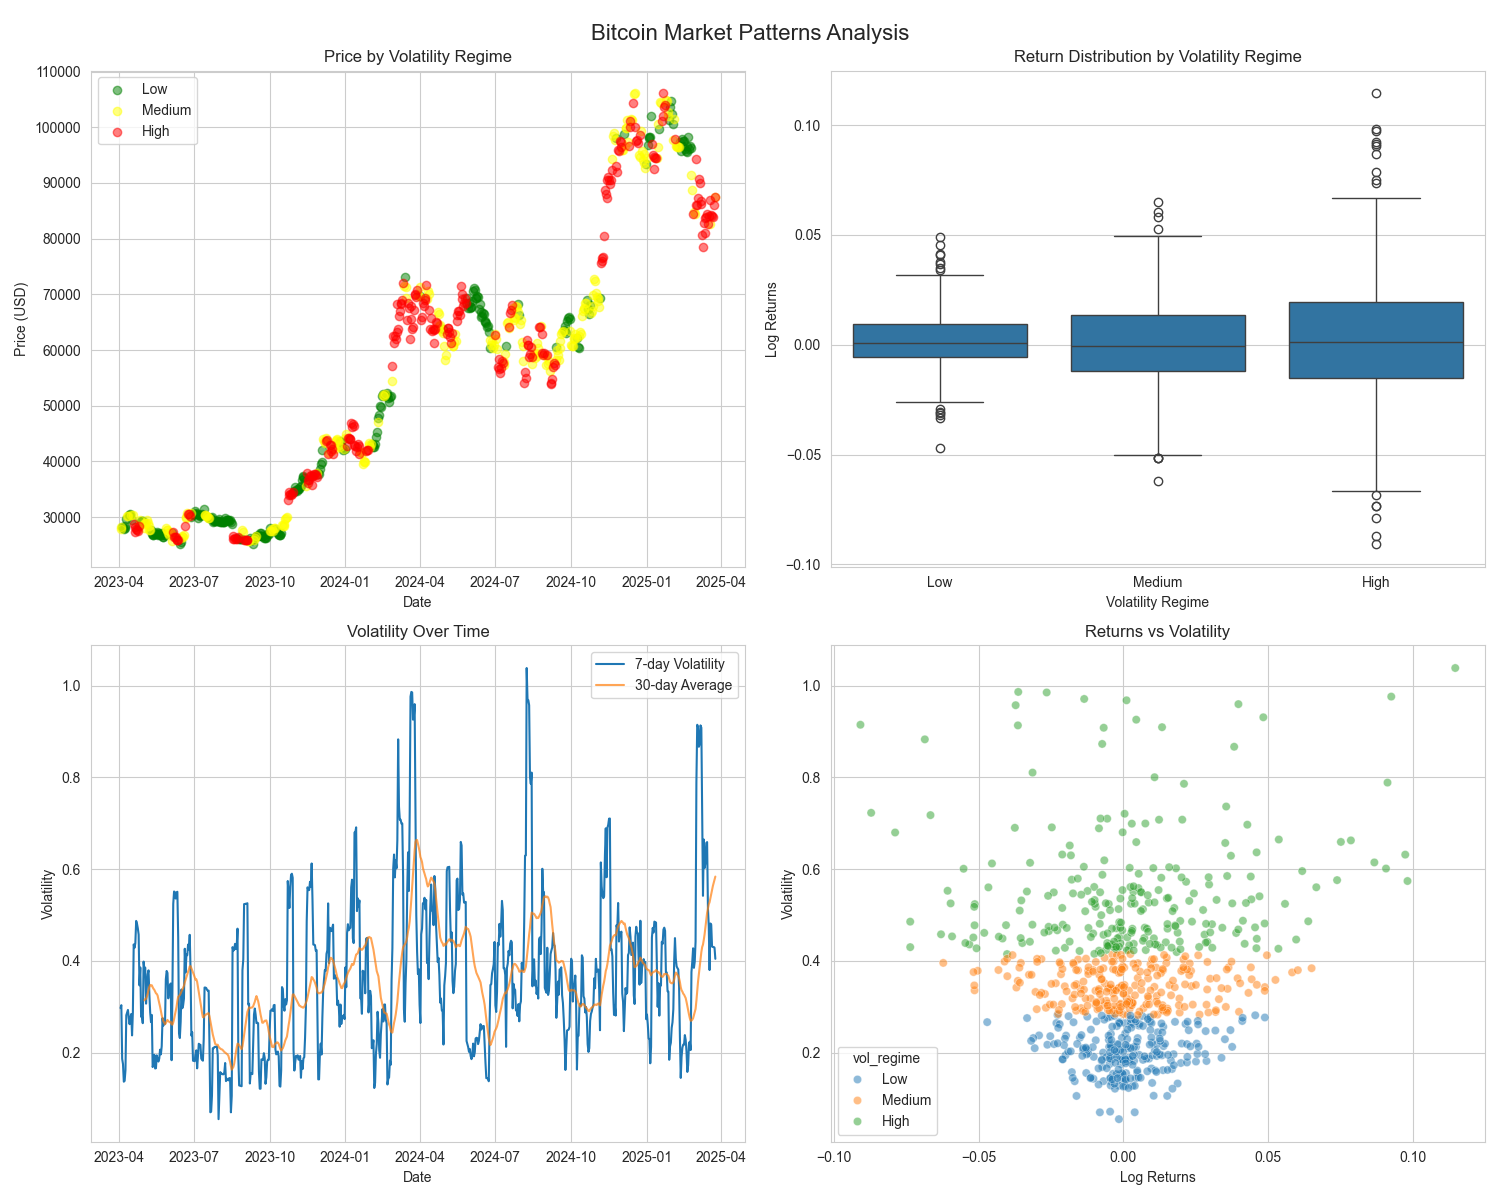 Bitcoin Market Patterns Analysis
Price by Volatility Regime
Low
Medium
High
110000
100000
90000
80000
70000
60000
50000
40000
30000
Price (USD)
2023-04 2023-07 2023-10 2024-01 2024-04 2024-07 2024-10 2025-01 2025-04
Date
Return Distribution by Volatility Regime
0.10
0.05
0.00
−0.05
−0.10
Log Returns
Low Medium High
Volatility Regime
Volatility Over Time
7-day Volatility
30-day Average
1.0
0.8
0.6
0.4
0.2
Volatility
2023-04 2023-07 2023-10 2024-01 2024-04 2024-07 2024-10 2025-01 2025-04
Date
Returns vs Volatility
1.0
0.8
0.6
0.4
0.2
Volatility
vol_regime
Low
Medium
High
−0.10 −0.05 0.00 0.05 0.10
Log Returns